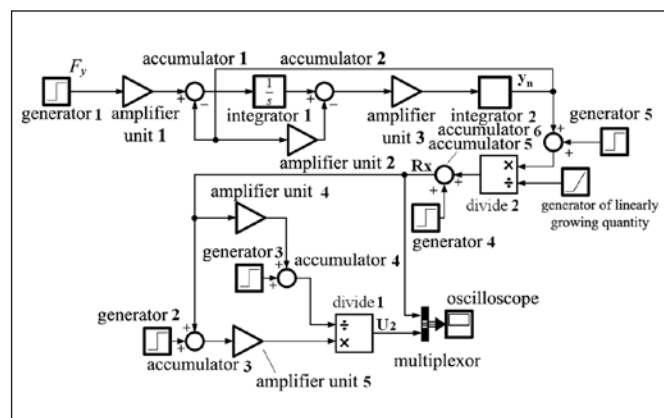 accumulator 1
accumulator 2
F_y
y_n
generator 1
amplifier
unit 1
+
−
1
s
integrator 1
+
−
amplifier
unit 3
integrator 2
generator 5
accumulator 6
accumulator 5
+
+
amplifier unit 2
Rx
×
÷
+
+
divide 2
generator of linearly
growing quantity
amplifier unit 4
generator 4
generator 3
+
+
accumulator 4
generator 2
divide 1
oscilloscope
+
+
÷
×
U2
accumulator 3
multiplexor
amplifier unit 5